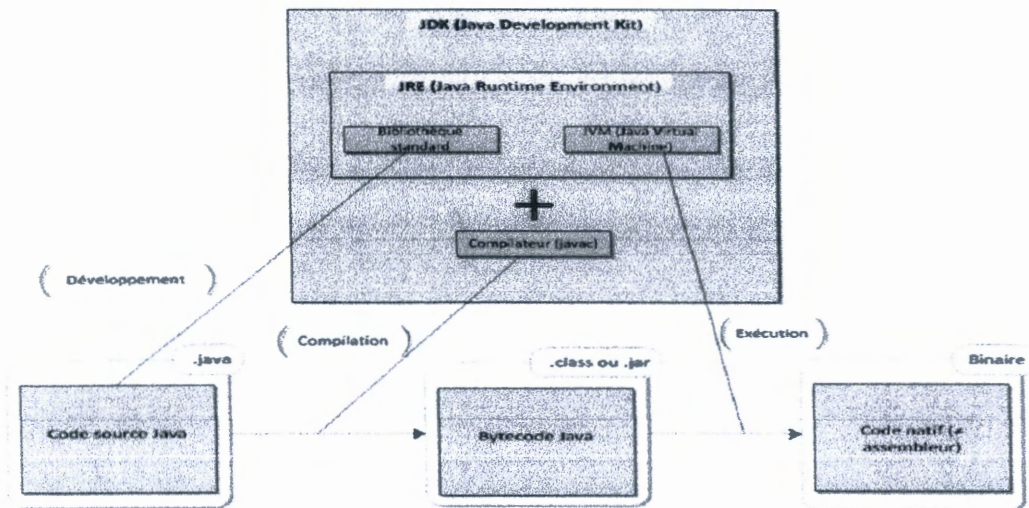 JDK (Java Development Kit)
JRE (Java Runtime Environment)
Bibliothèque
standard
JVM (Java Virtual
Machine)
+
Compilateur (javac)
( Développement )
( Compilation )
( Exécution )
.java
.class ou .jar
Binaire
Code source Java
Bytecode Java
Code natif (≠
assembleur)